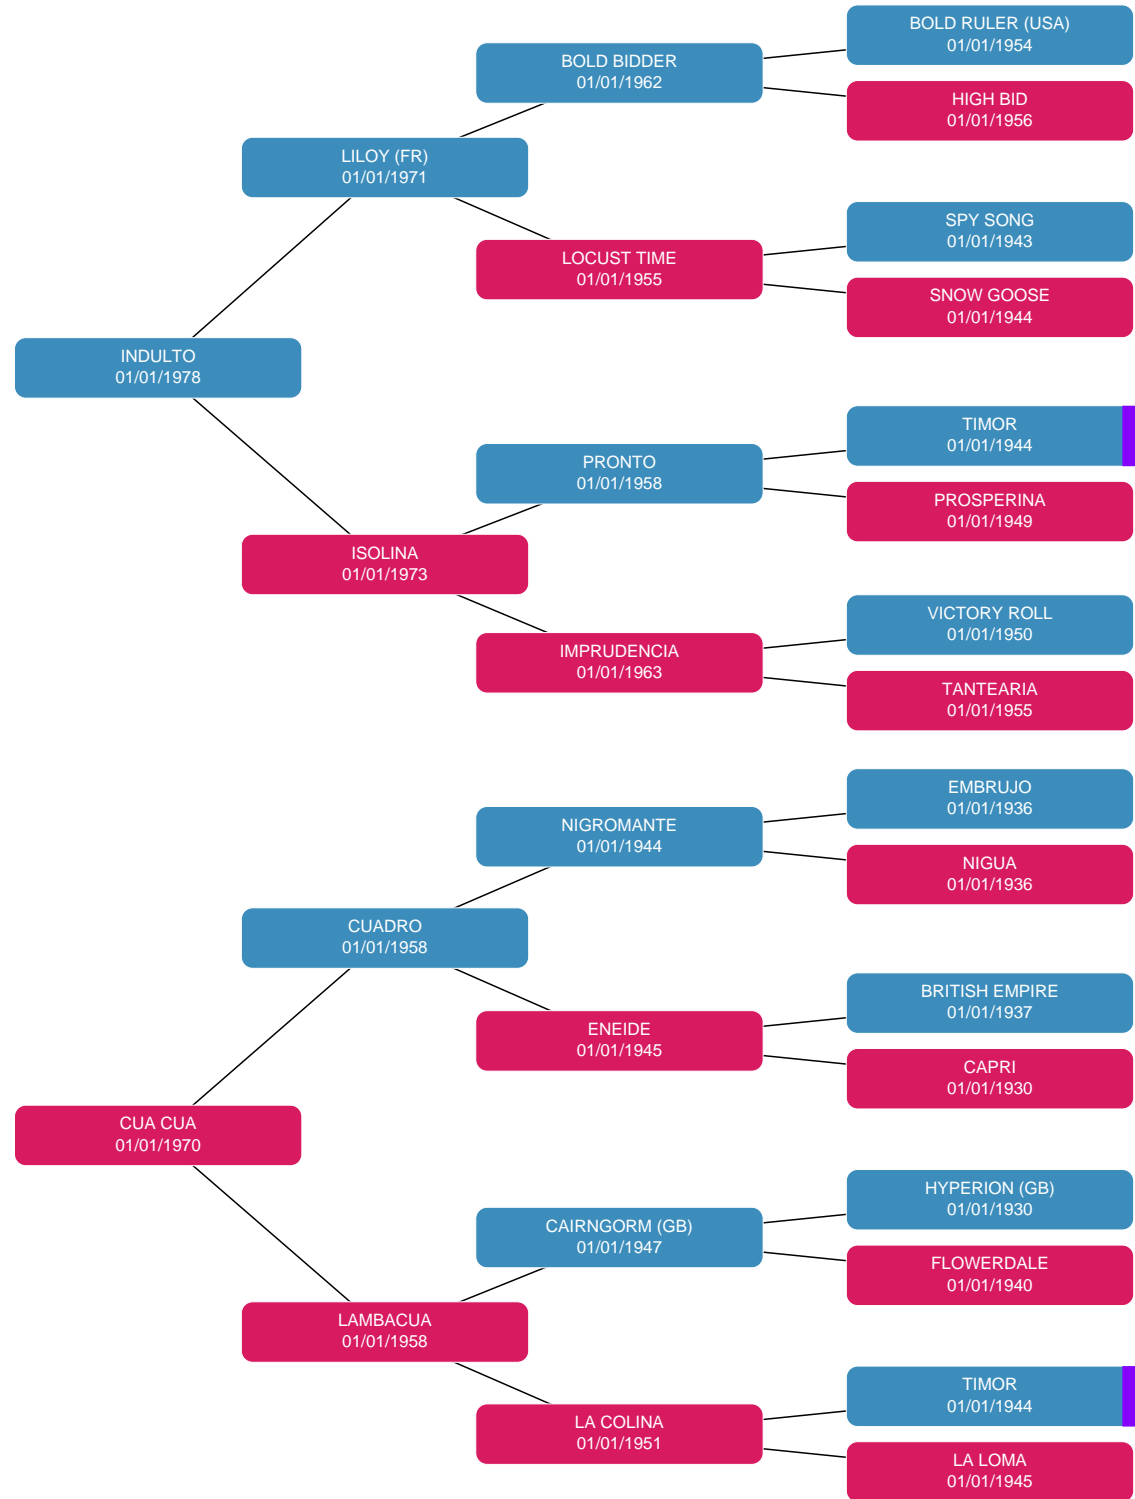 BOLD RULER (USA)
01/01/1954
BOLD BIDDER
01/01/1962
HIGH BID
01/01/1956
LILOY (FR)
01/01/1971
SPY SONG
01/01/1943
LOCUST TIME
01/01/1955
SNOW GOOSE
01/01/1944
INDULTO
01/01/1978
TIMOR
01/01/1944
PRONTO
01/01/1958
PROSPERINA
01/01/1949
ISOLINA
01/01/1973
VICTORY ROLL
01/01/1950
IMPRUDENCIA
01/01/1963
TANTEARIA
01/01/1955
EMBRUJO
01/01/1936
NIGROMANTE
01/01/1944
NIGUA
01/01/1936
CUADRO
01/01/1958
BRITISH EMPIRE
01/01/1937
ENEIDE
01/01/1945
CAPRI
01/01/1930
CUA CUA
01/01/1970
HYPERION (GB)
01/01/1930
CAIRNGORM (GB)
01/01/1947
FLOWERDALE
01/01/1940
LAMBACUA
01/01/1958
TIMOR
01/01/1944
LA COLINA
01/01/1951
LA LOMA
01/01/1945